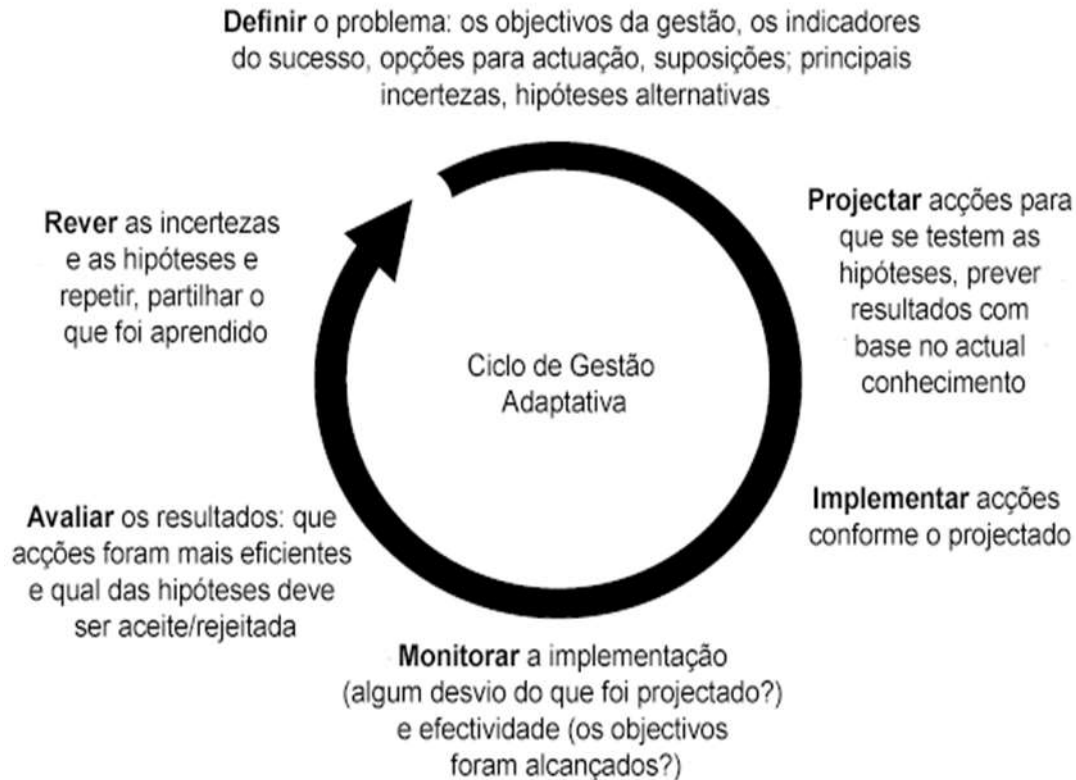 Definir o problema: os objectivos da gestão, os indicadores
do sucesso, opções para actuação, suposições; principais
incertezas, hipóteses alternativas
Projectar acções para
que se testem as
hipóteses, prever
resultados com
base no actual
conhecimento
Implementar acções
conforme o projectado
Monitorar a implementação
(algum desvio do que foi projectado?)
e efectividade (os objectivos
foram alcançados?)
Avaliar os resultados: que
acções foram mais eficientes
e qual das hipóteses deve
ser aceite/rejeitada
Rever as incertezas
e as hipóteses e
repetir, partilhar o
que foi aprendido
Ciclo de Gestão
Adaptativa